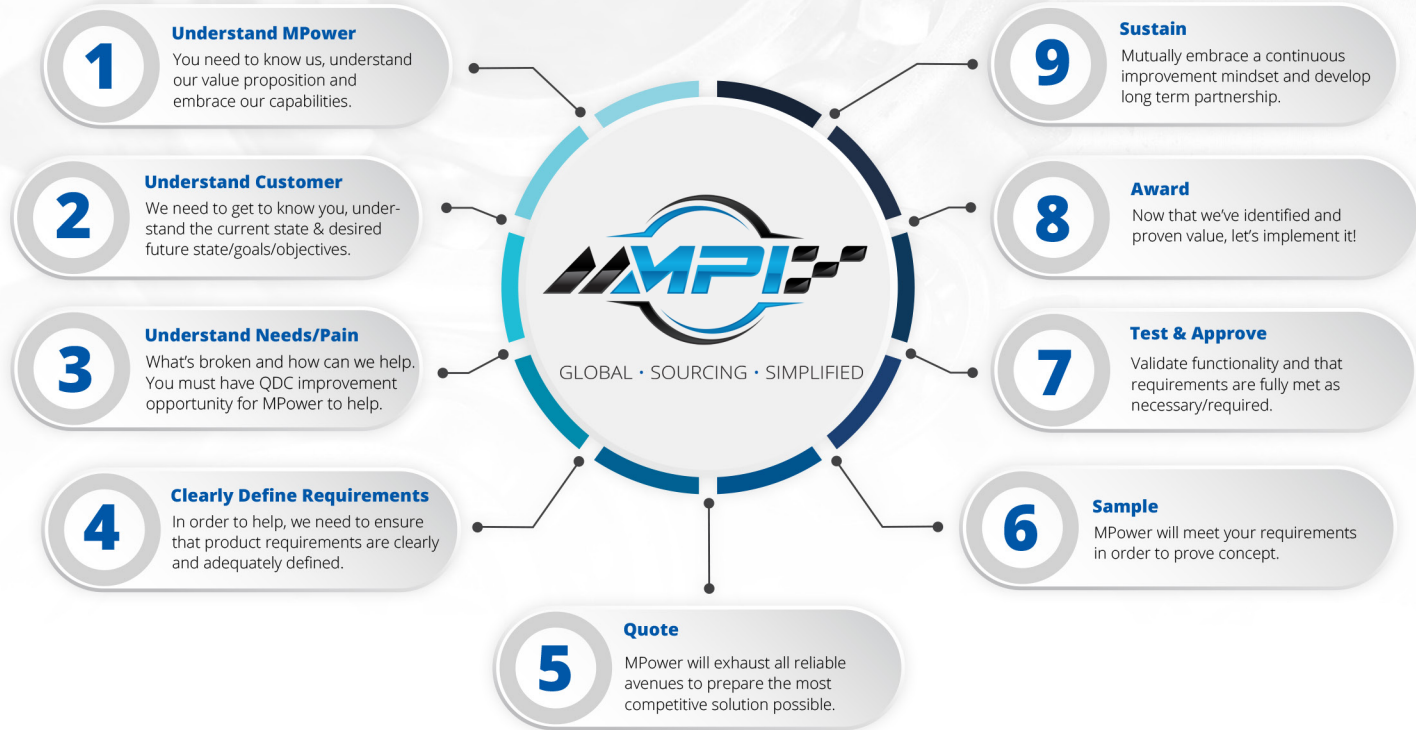 1
Understand MPower
You need to know us, understand
our value proposition and
embrace our capabilities.
2
Understand Customer
We need to get to know you, under-
stand the current state & desired
future state/goals/objectives.
3
Understand Needs/Pain
What's broken and how can we help.
You must have QDC improvement
opportunity for MPower to help.
4
Clearly Define Requirements
In order to help, we need to ensure
that product requirements are clearly
and adequately defined.
5
Quote
MPower will exhaust all reliable
avenues to prepare the most
competitive solution possible.
6
Sample
MPower will meet your requirements
in order to prove concept.
7
Test & Approve
Validate functionality and that
requirements are fully met as
necessary/required.
8
Award
Now that we've identified and
proven value, let's implement it!
9
Sustain
Mutually embrace a continuous
improvement mindset and develop
long term partnership.
MPI
GLOBAL · SOURCING · SIMPLIFIED